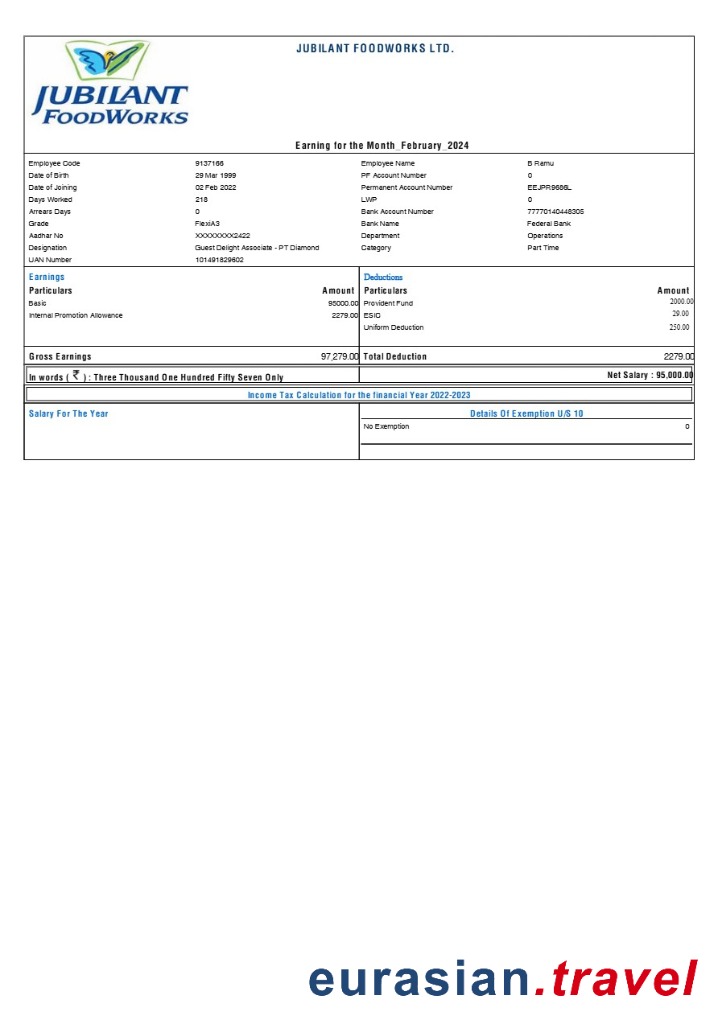 JUBILANT FOODWORKS LTD.
JUBILANT
FOODWORKS
Earning for the Month_February_2024
Employee Code 9137166 Employee Name B Ramu
Date of Birth 29 Mar 1999 PF Account Number 0
Date of Joining 02 Feb 2022 Permanent Account Number EEJPR9686L
Days Worked 218 LWP 0
Arrears Days 0 Bank Account Number 77770140448305
Grade FlexiA3 Bank Name Federal Bank
Aadhar No XXXXXXXX2422 Department Operations
Designation Guest Delight Associate - PT Diamond Category Part Time
UAN Number 101491829602
Earnings Deductions
Particulars Amount Particulars Amount
Basic 95000.00 Provident Fund 2000.00
Internal Promotion Allowance 2279.00 ESIC 29.00
Uniform Deduction 250.00
Gross Earnings 97,279.00 Total Deduction 2279.00
In words ( ₹ ) : Three Thousand One Hundred Fifty Seven Only Net Salary : 95,000.00
Income Tax Calculation for the financial Year 2022-2023
Salary For The Year Details Of Exemption U/S 10
No Exemption 0
eurasian.travel